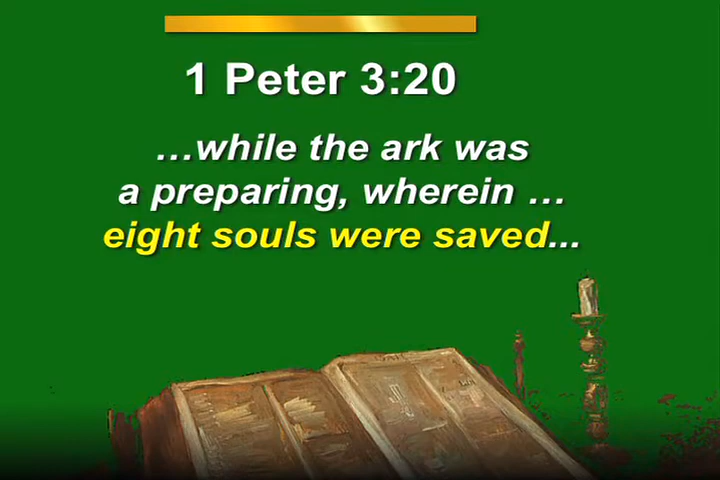 1 Peter 3:20
…while the ark was
a preparing, wherein …
eight souls were saved...